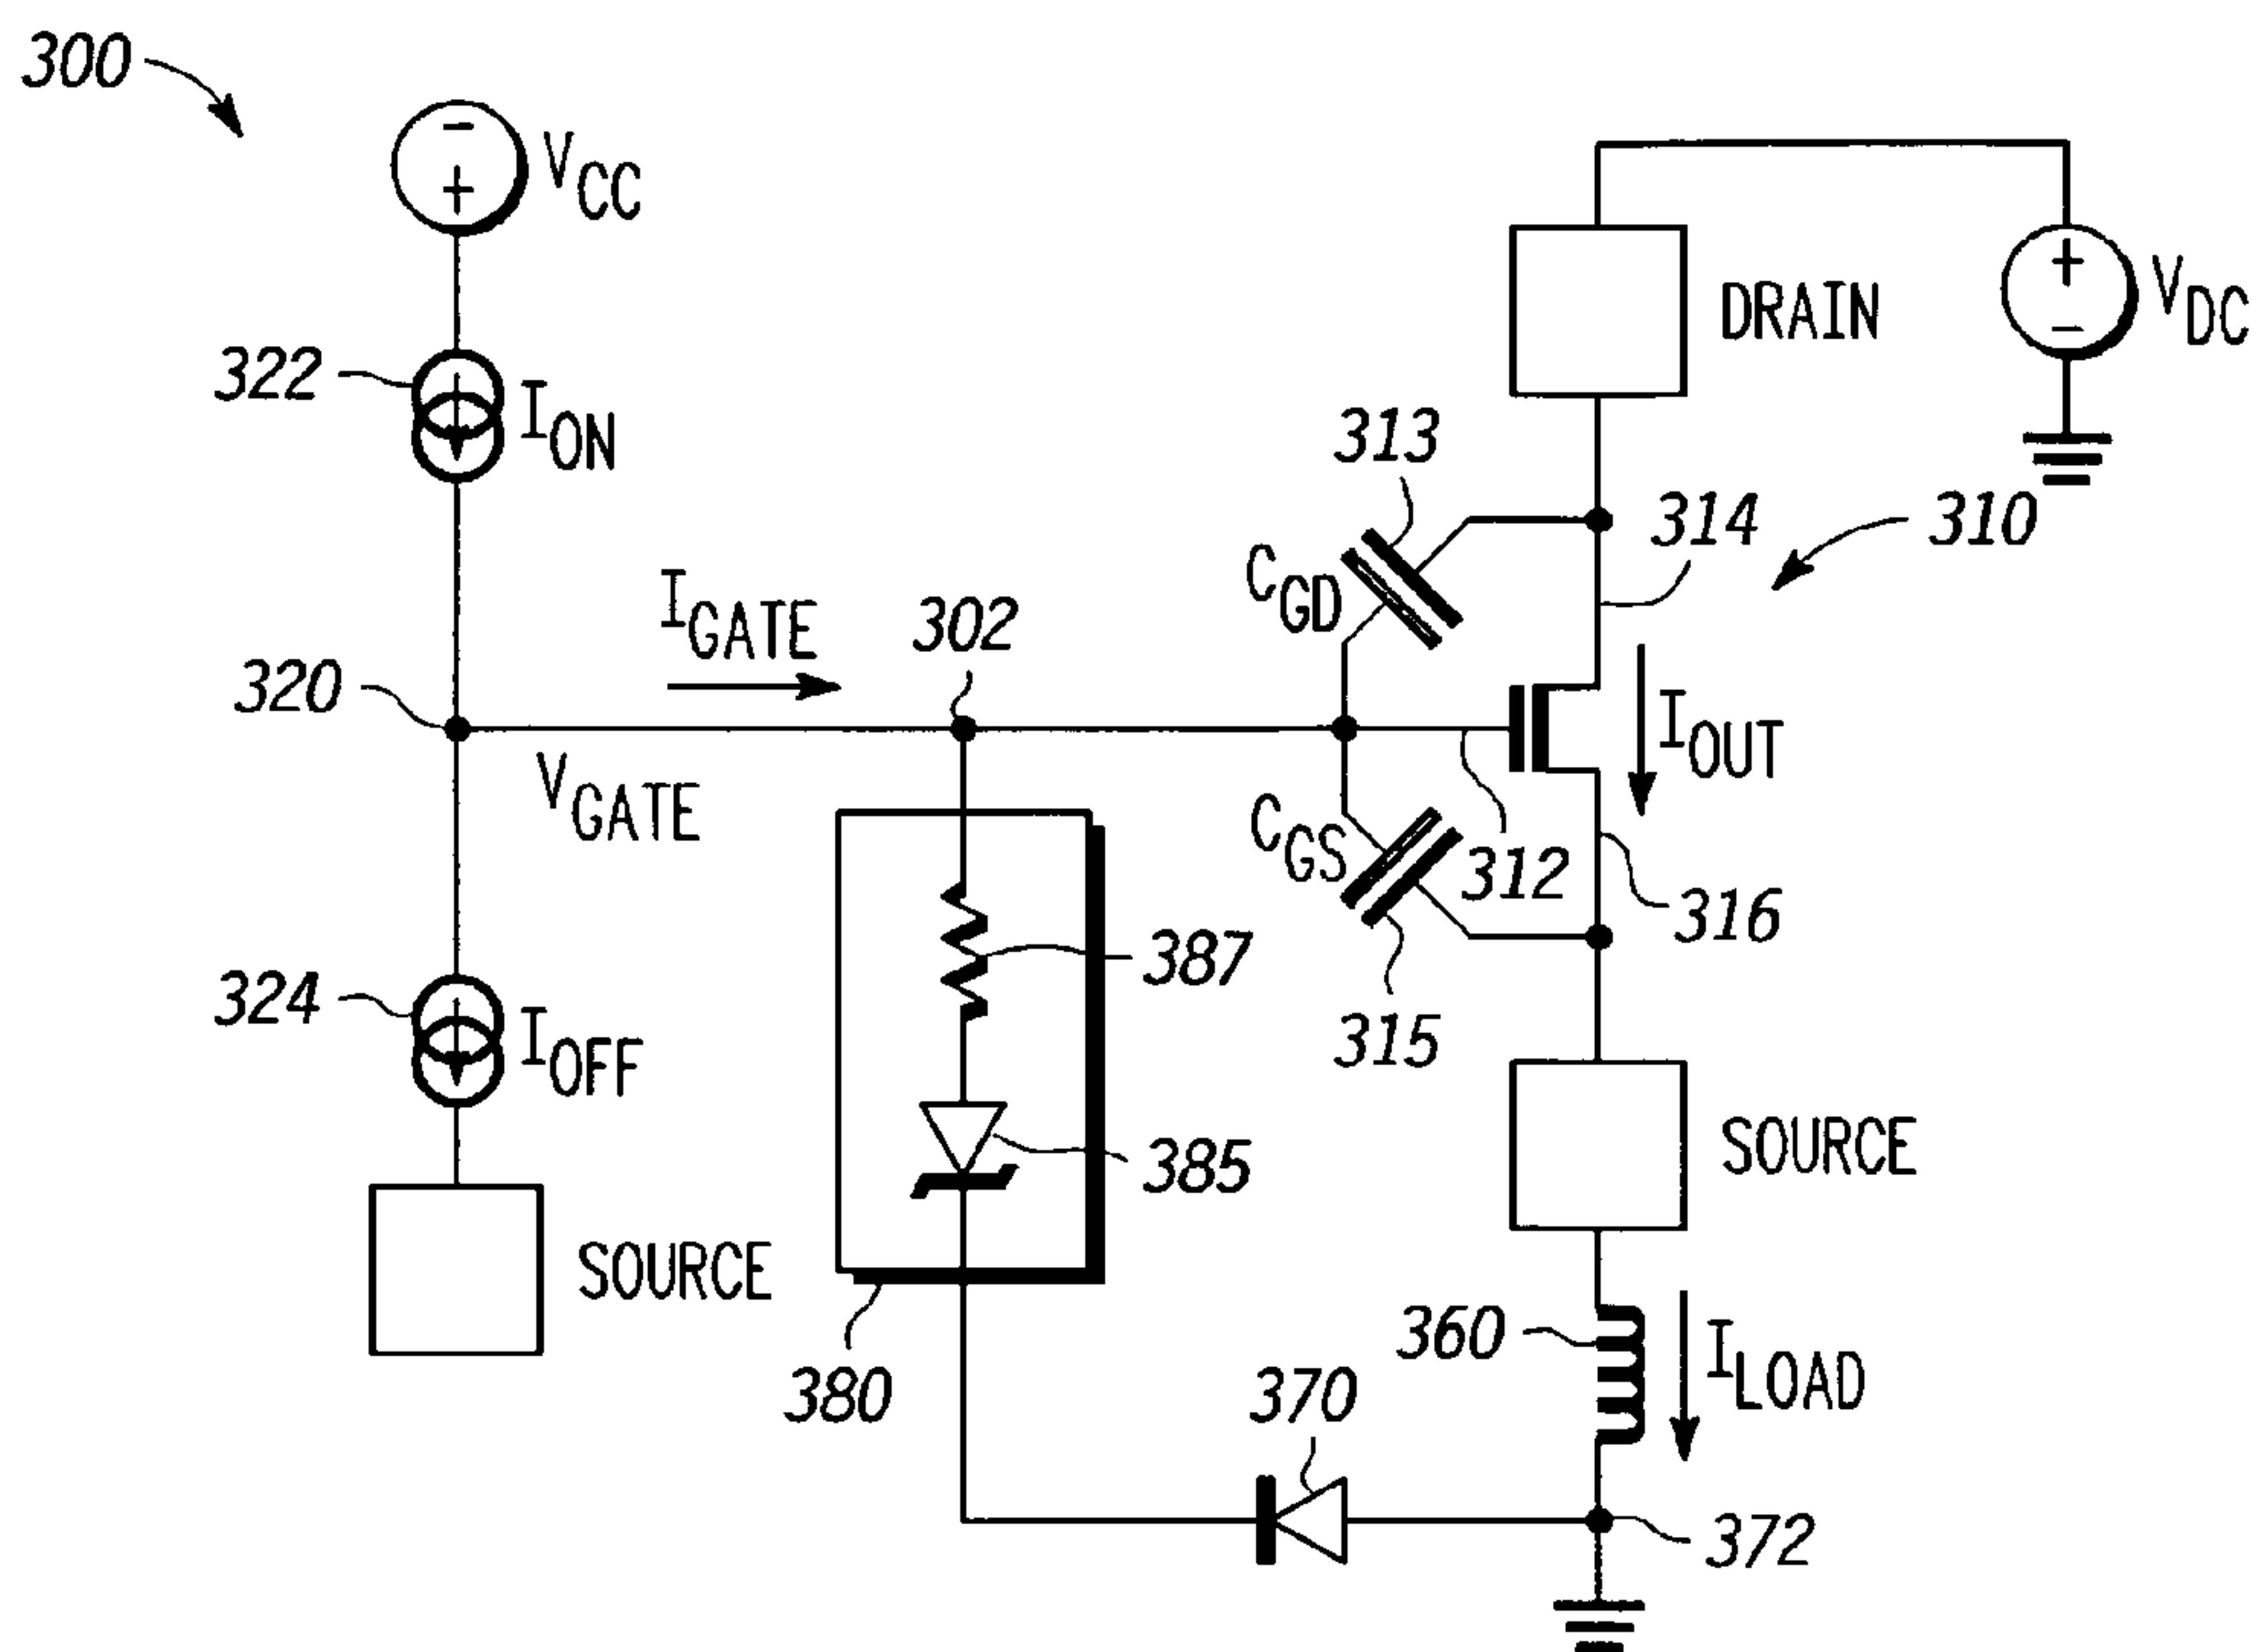 300
−
+
VCC
+
−
VDC
DRAIN
322
ION
313
314
310
CGD
IGATE
302
320
VGATE
IOUT
CGS
312
316
387
315
324
IOFF
385
SOURCE
SOURCE
380
360
ILOAD
370
372